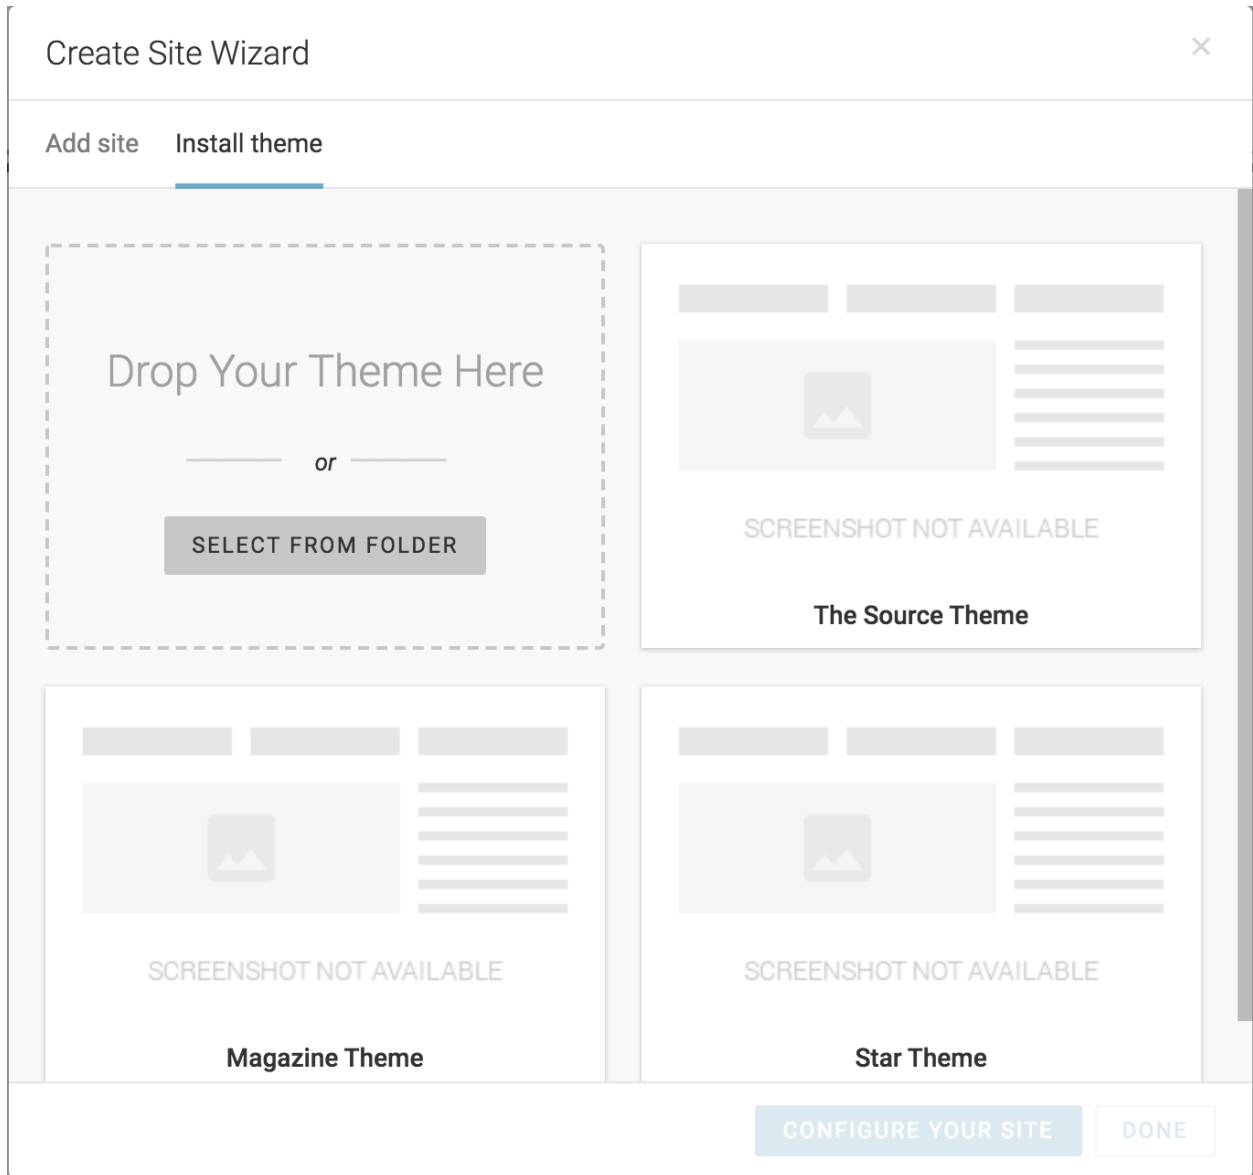 Create Site Wizard
Add site
Install theme
Drop Your Theme Here
or
SELECT FROM FOLDER
SCREENSHOT NOT AVAILABLE
The Source Theme
SCREENSHOT NOT AVAILABLE
Magazine Theme
SCREENSHOT NOT AVAILABLE
Star Theme
CONFIGURE YOUR SITE
DONE